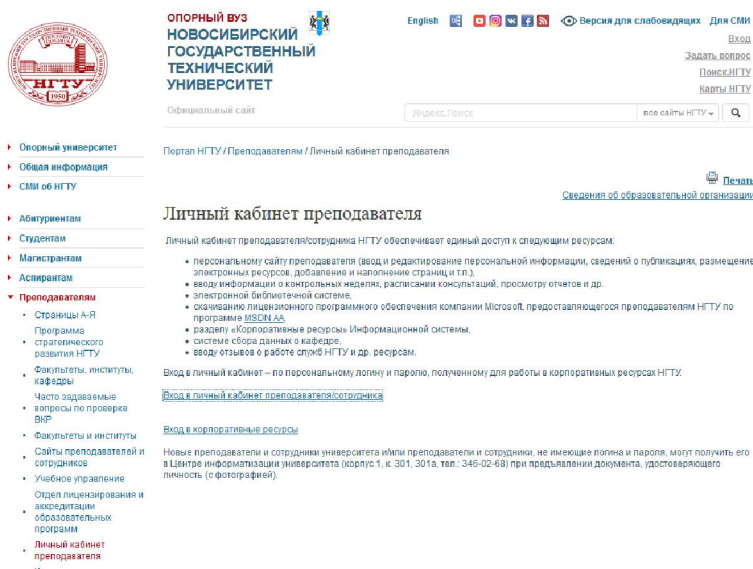 ОПОРНЫЙ ВУЗ
НОВОСИБИРСКИЙ
ГОСУДАРСТВЕННЫЙ
ТЕХНИЧЕСКИЙ
УНИВЕРСИТЕТ
Официальный сайт
English
Версия для слабовидящих
Для СМИ
Вход
Задать вопрос
Поиск.НГТУ
Карты НГТУ
Яндекс.Поиск
все сайты НГТУ
НГТУ
1950
Опорный университет
Общая информация
СМИ об НГТУ
Абитуриентам
Студентам
Магистрантам
Аспирантам
Преподавателям
Страницы А-Я
Программа
стратегического
развития НГТУ
Факультеты, институты,
кафедры
Часто задаваемые
вопросы по проверке
ВКР
Факультеты и институты
Сайты преподавателей и
сотрудников
Учебное управление
Отдел лицензирования и
аккредитации
образовательных
программ
Личный кабинет
преподавателя
Портал НГТУ / Преподавателям / Личный кабинет преподавателя
Печать
Сведения об образовательной организации
Личный кабинет преподавателя
Личный кабинет преподавателя/сотрудника НГТУ обеспечивает единый доступ к следующим ресурсам:
персональному сайту преподавателя (ввод и редактирование персональной информации, сведений о публикациях, размещение
электронных ресурсов, добавление и наполнение страниц и т.п.),
вводу информации о контрольных неделях, расписании консультаций, просмотру отчетов и др.
электронной библиотечной системе,
скачиванию лицензионного программного обеспечения компании Microsoft, предоставляющегося преподавателям НГТУ по
программе MSDN AA,
разделу «Корпоративные ресурсы» Информационной системы,
системе сбора данных о кафедре,
вводу отзывов о работе служб НГТУ и др. ресурсам.
Вход в личный кабинет – по персональному логину и паролю, полученному для работы в корпоративных ресурсах НГТУ.
Вход в личный кабинет преподавателя/сотрудника
Вход в корпоративные ресурсы
Новые преподаватели и сотрудники университета и/или преподаватели и сотрудники, не имеющие логина и пароля, могут получить его
в Центре информатизации университета (корпус 1, к. 301, 301а, тел.: 346-02-68) при предъявлении документа, удостоверяющего
личность (с фотографией).